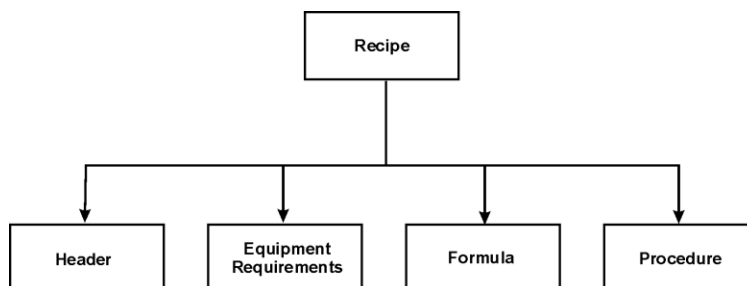 Recipe
Header
Equipment
Requirements
Formula
Procedure